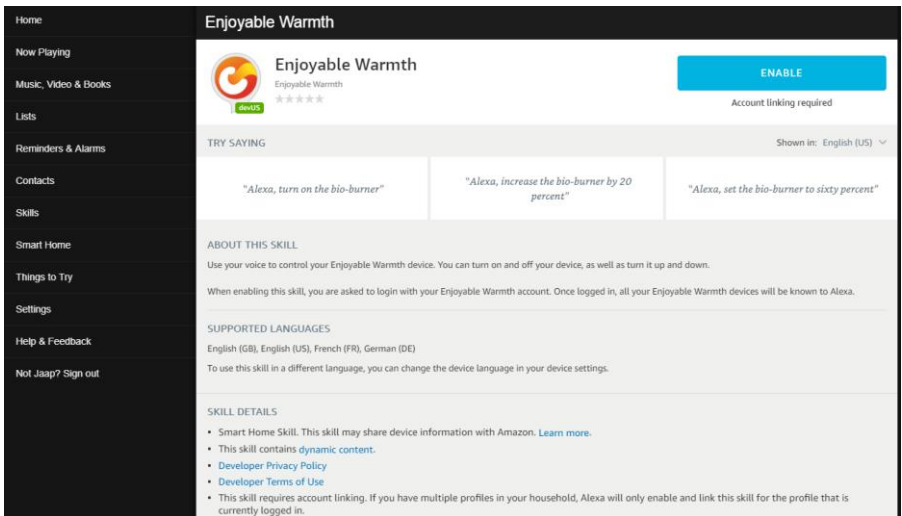 Home
Now Playing
Music, Video & Books
Lists
Reminders & Alarms
Contacts
Skills
Smart Home
Things to Try
Settings
Help & Feedback
Not Jaap? Sign out
Enjoyable Warmth
devUS
Enjoyable Warmth
Enjoyable Warmth
ENABLE
Account linking required
TRY SAYING
Shown in: English (US)
"Alexa, turn on the bio-burner"
"Alexa, increase the bio-burner by 20
percent"
"Alexa, set the bio-burner to sixty percent"
ABOUT THIS SKILL
Use your voice to control your Enjoyable Warmth device. You can turn on and off your device, as well as turn it up and down.
When enabling this skill, you are asked to login with your Enjoyable Warmth account. Once logged in, all your Enjoyable Warmth devices will be known to Alexa.
SUPPORTED LANGUAGES
English (GB), English (US), French (FR), German (DE)
To use this skill in a different language, you can change the device language in your device settings.
SKILL DETAILS
• Smart Home Skill. This skill may share device information with Amazon. Learn more.
• This skill contains dynamic content.
• Developer Privacy Policy
• Developer Terms of Use
• This skill requires account linking. If you have multiple profiles in your household, Alexa will only enable and link this skill for the profile that is
currently logged in.